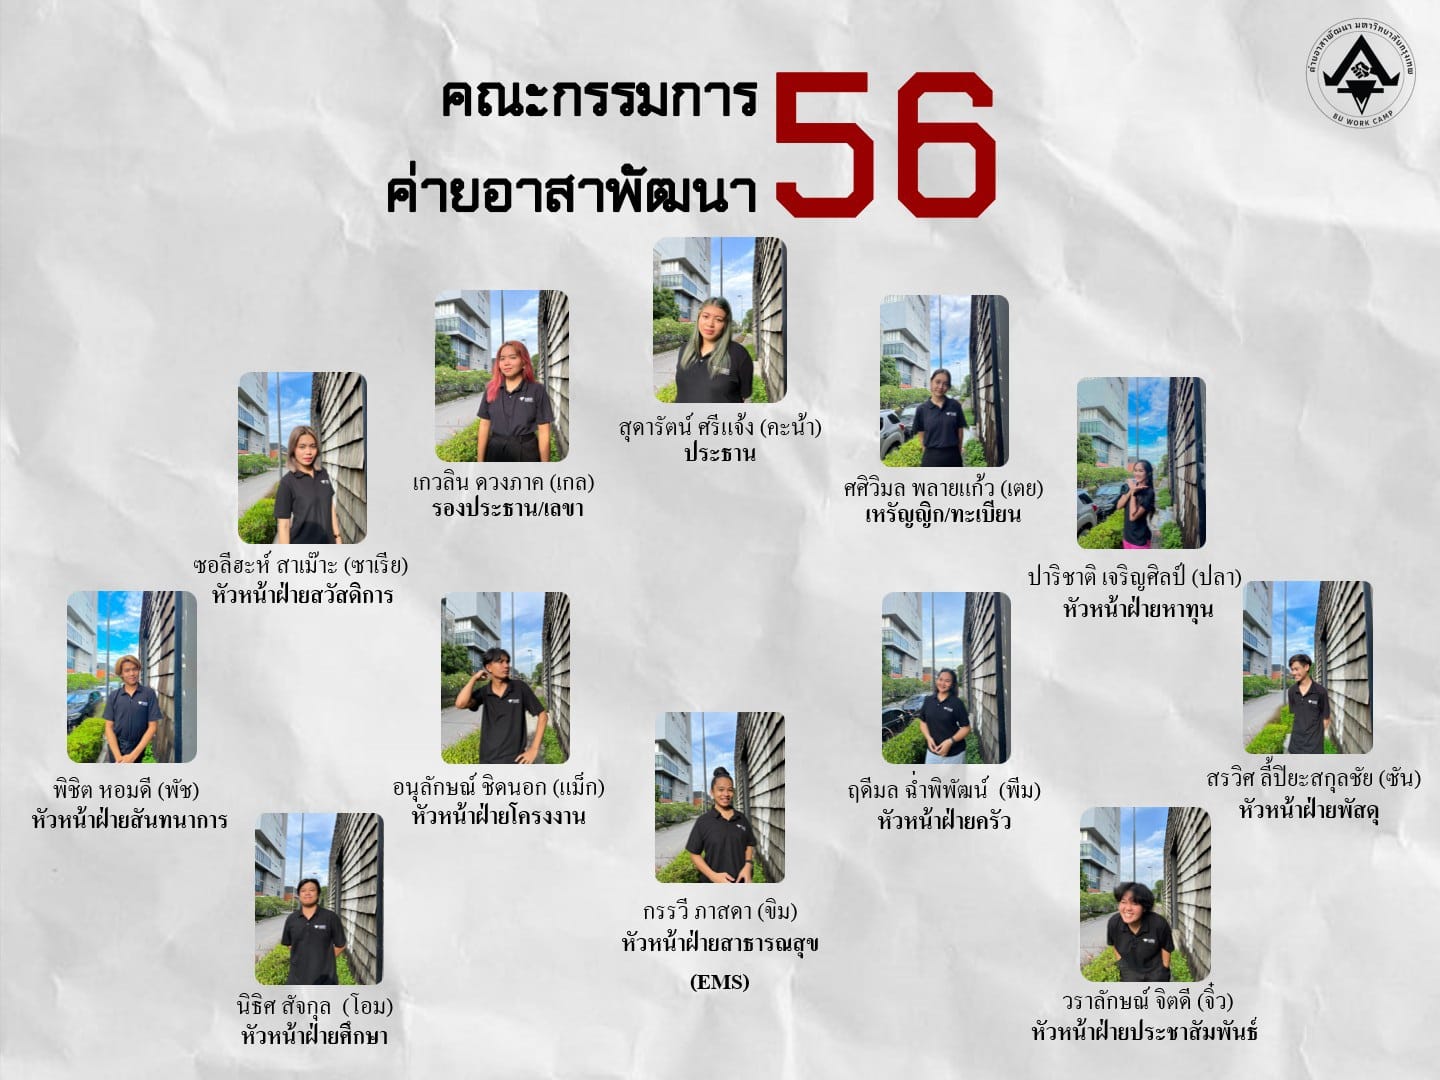 ค่ายอาสาพัฒนา มหาวิทยาลัยกรุงเทพ
BU WORK CAMP
คณะกรรมการ
ค่ายอาสาพัฒนา
56
สุดารัตน์ ศรีแจ้ง (คะน้า)
ประธาน
เกวลิน ดวงภาค (เกล)
รองประธาน/เลขา
ศศิวิมล พลายแก้ว (เตย)
เหรัญญิก/ทะเบียน
ซอลีฮะห์ สาเม๊าะ (ซาเรีย)
หัวหน้าฝ่ายสวัสดิการ
ปาริชาติ เจริญศิลป์ (ปลา)
หัวหน้าฝ่ายหาทุน
พิชิต หอมดี (พัช)
หัวหน้าฝ่ายสันทนาการ
อนุลักษณ์ ชิดนอก (แม็ก)
หัวหน้าฝ่ายโครงงาน
ฤดีมล ฉ่ำพิพัฒน์ (พีม)
หัวหน้าฝ่ายครัว
สรวิศ ลี้ปิยะสกุลชัย (ซัน)
หัวหน้าฝ่ายพัสดุ
กรรวี ภาสดา (ขิม)
หัวหน้าฝ่ายสาธารณสุข
(EMS)
นิธิศ สัจกุล (โอม)
หัวหน้าฝ่ายศึกษา
วราลักษณ์ จิตดี (จิ๋ว)
หัวหน้าฝ่ายประชาสัมพันธ์